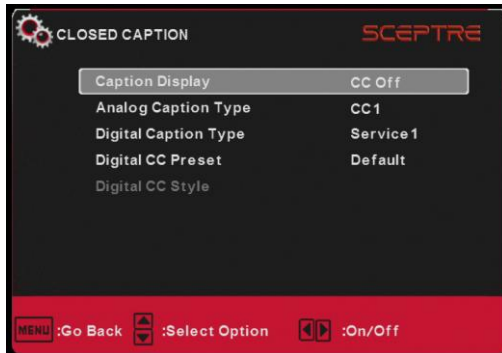 CLOSED CAPTION SCEPTRE
Caption Display CC Off
Analog Caption Type CC1
Digital Caption Type Service1
Digital CC Preset Default
Digital CC Style
MENU :Go Back :Select Option :On/Off